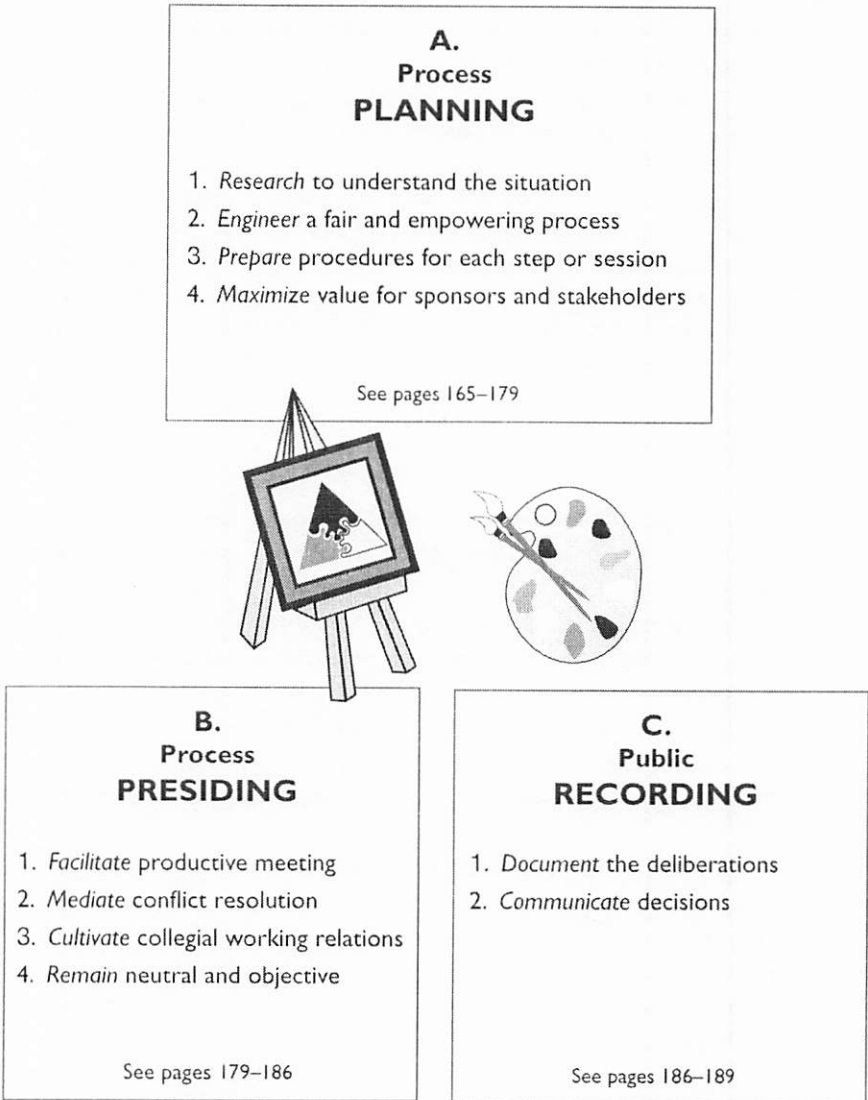 A.
Process
PLANNING
1. Research to understand the situation
2. Engineer a fair and empowering process
3. Prepare procedures for each step or session
4. Maximize value for sponsors and stakeholders
See pages 165–179
B.
Process
PRESIDING
1. Facilitate productive meeting
2. Mediate conflict resolution
3. Cultivate collegial working relations
4. Remain neutral and objective
See pages 179–186
C.
Public
RECORDING
1. Document the deliberations
2. Communicate decisions
See pages 186–189